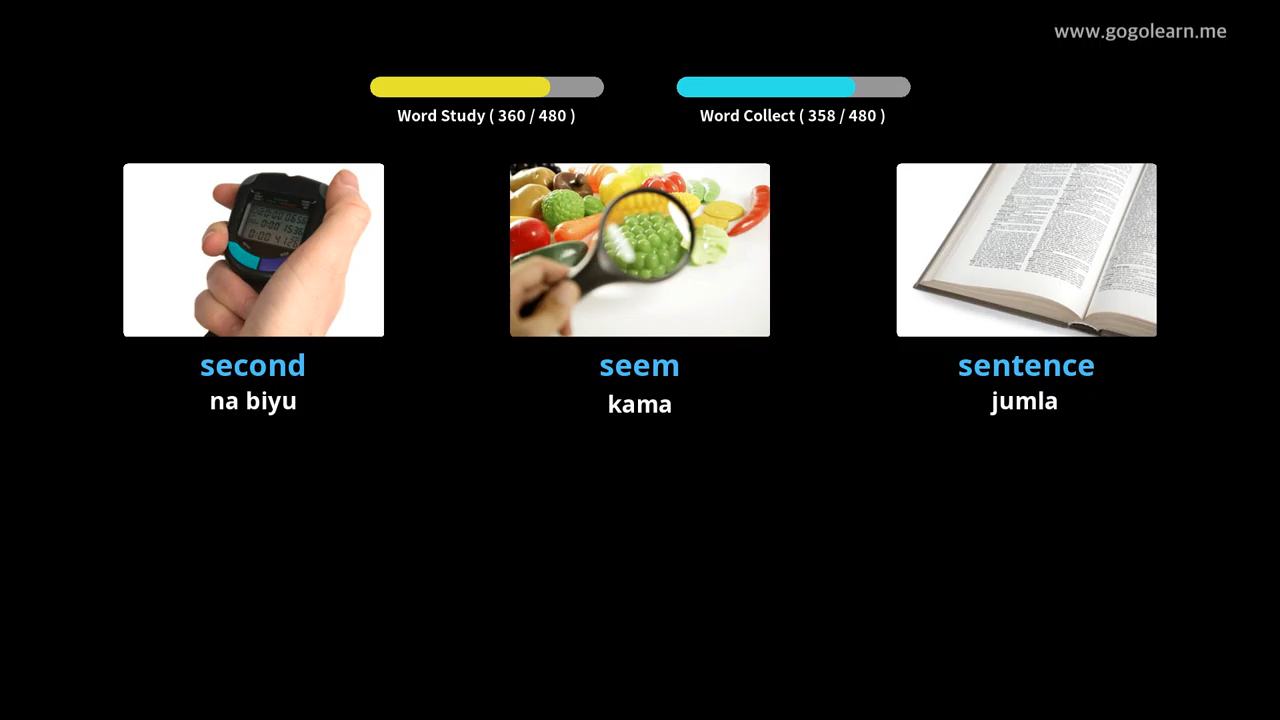 www.gogolearn.me
Word Study ( 360 / 480 )
Word Collect ( 358 / 480 )
second
na biyu
seem
kama
sentence
jumla